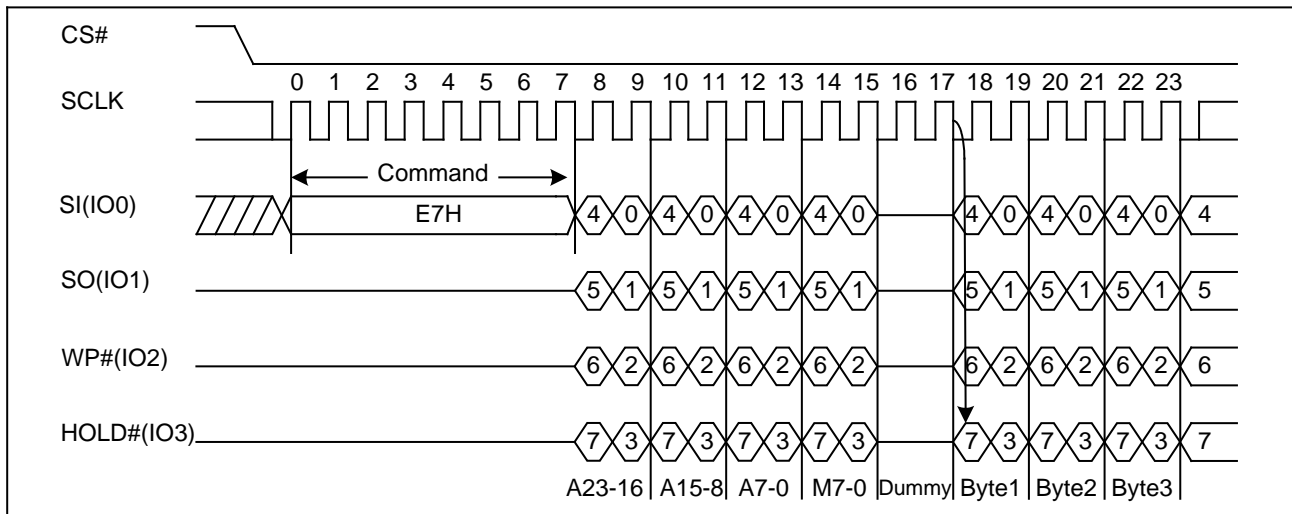 CS#
0 1 2 3 4 5 6 7 8 9 10 11 12 13 14 15 16 17 18 19 20 21 22 23
SCLK
Command
SI(IO0)
E7H 4 0 4 0 4 0 4 0 4 0 4 0 4 0 4
SO(IO1)
5 1 5 1 5 1 5 1 5 1 5 1 5 1 5
WP#(IO2)
6 2 6 2 6 2 6 2 6 2 6 2 6 2 6
HOLD#(IO3)
7 3 7 3 7 3 7 3 7 3 7 3 7 3 7
A23-16 A15-8 A7-0 M7-0 Dummy Byte1 Byte2 Byte3